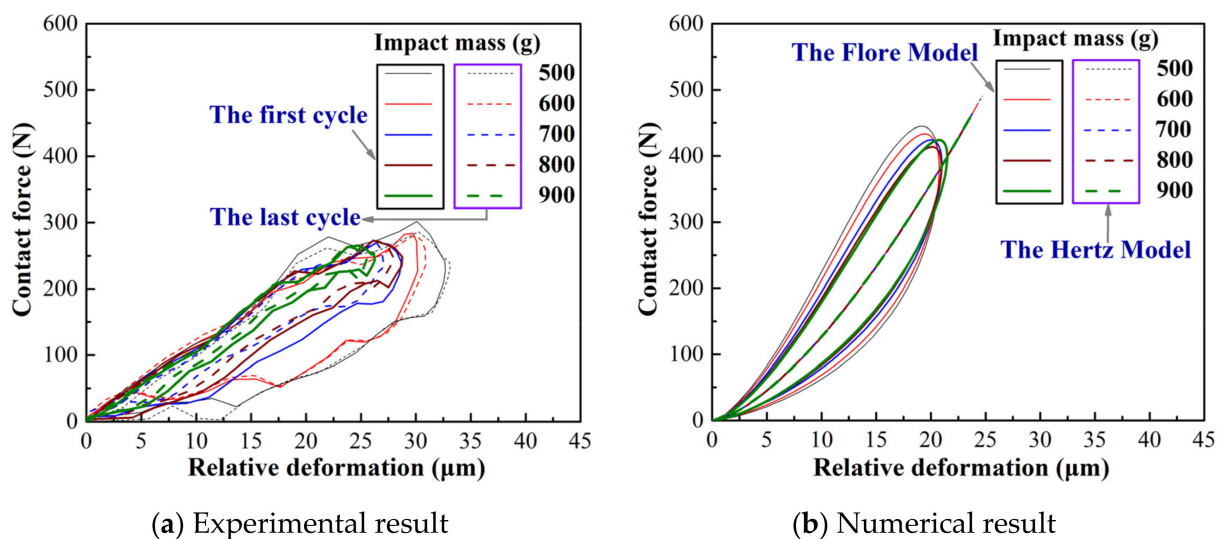 600
500
400
300
200
100
0
Contact force (N)
Impact mass (g)
500
600
700
800
900
The first cycle
The last cycle
0 5 10 15 20 25 30 35 40 45
Relative deformation (μm)
(a) Experimental result
600
500
400
300
200
100
0
Contact force (N)
The Flore Model
Impact mass (g)
500
600
700
800
900
The Hertz Model
0 5 10 15 20 25 30 35 40 45
Relative deformation (μm)
(b) Numerical result